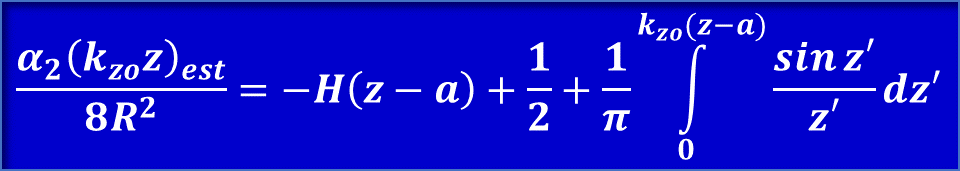 α₂(k_zo z)_est / 8R² = −H(z − a) + 1/2 + 1/π ∫₀^{k_zo(z−a)} sin z′ / z′ dz′